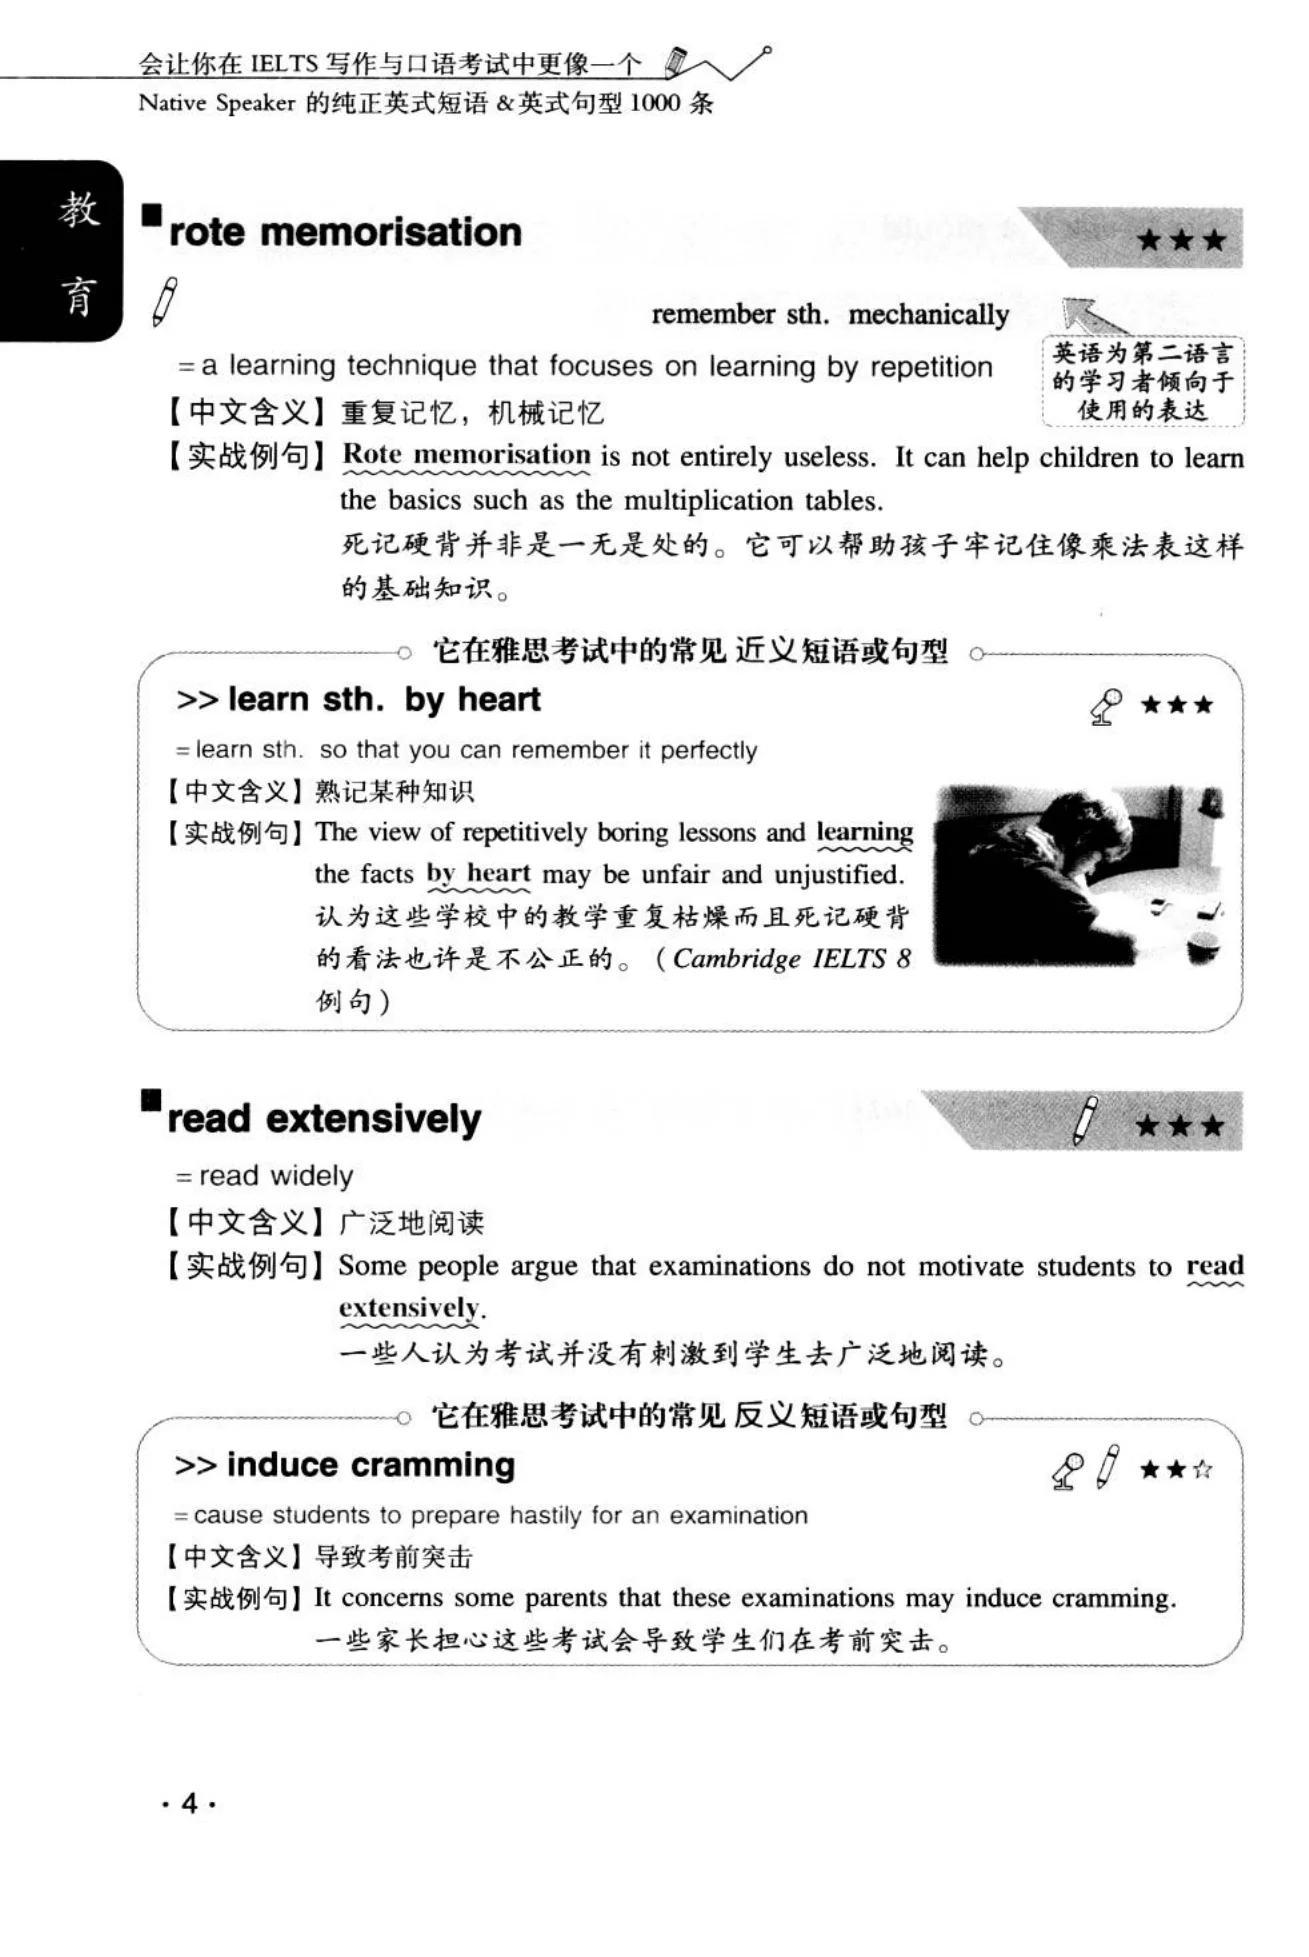 会让你在 IELTS 写作与口语考试中更像一个
Native Speaker 的纯正英式短语 &英式句型 1000 条
教
育
rote memorisation
★★★
remember sth. mechanically
英语为第二语言
的学习者倾向于
使用的表达
=a learning technique that focuses on learning by repetition
【中文含义】重复记忆，机械记忆
【实战例句】Rote memorisation is not entirely useless. It can help children to learn
the basics such as the multiplication tables.
死记硬背并非是一无是处的。它可以帮助孩子牢记住像乘法表这样
的基础知识。
它在雅思考试中的常见 近义短语或句型
>> learn sth. by heart
★★★
=learn sth. so that you can remember it perfectly
【中文含义】熟记某种知识
【实战例句】The view of repetitively boring lessons and learning
the facts by heart may be unfair and unjustified.
认为这些学校中的教学重复枯燥而且死记硬背
的看法也许是不公正的。（Cambridge IELTS 8
例句）
read extensively
★★★
=read widely
【中文含义】广泛地阅读
【实战例句】Some people argue that examinations do not motivate students to read
extensively.
一些人认为考试并没有刺激到学生去广泛地阅读。
它在雅思考试中的常见 反义短语或句型
>> induce cramming
★★☆
=cause students to prepare hastily for an examination
【中文含义】导致考前突击
【实战例句】It concerns some parents that these examinations may induce cramming.
一些家长担心这些考试会导致学生们在考前突击。
· 4 ·